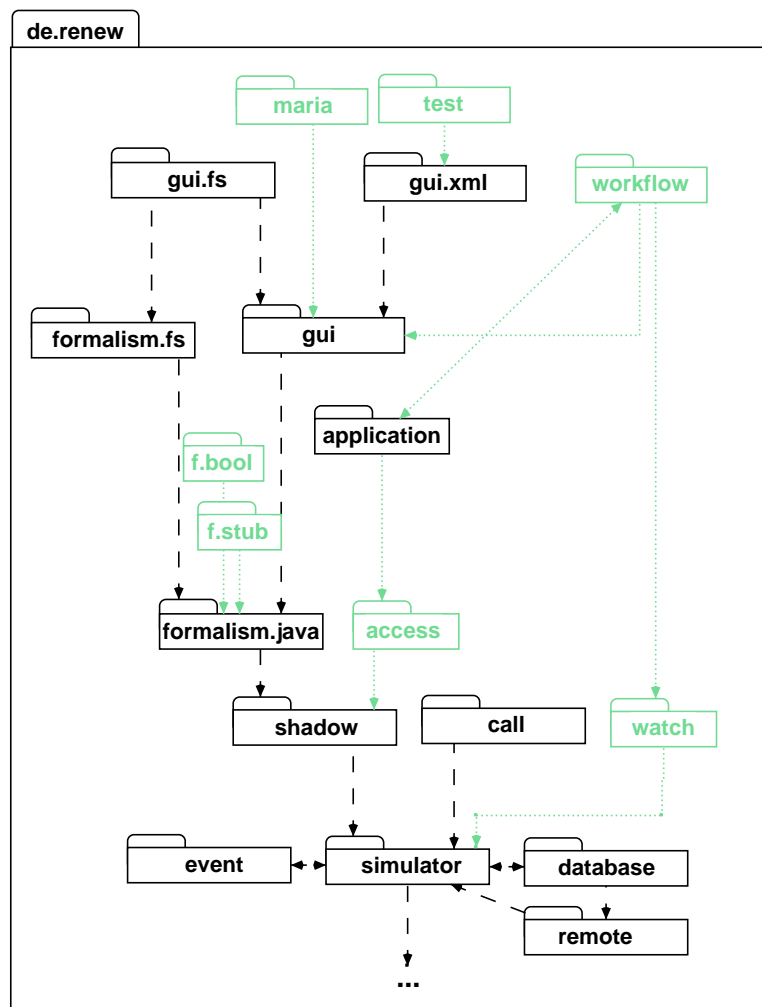 de.renew
maria
test
gui.fs
gui.xml
workflow
formalism.fs
gui
application
f.bool
f.stub
formalism.java
access
shadow
call
watch
event
simulator
database
remote
...